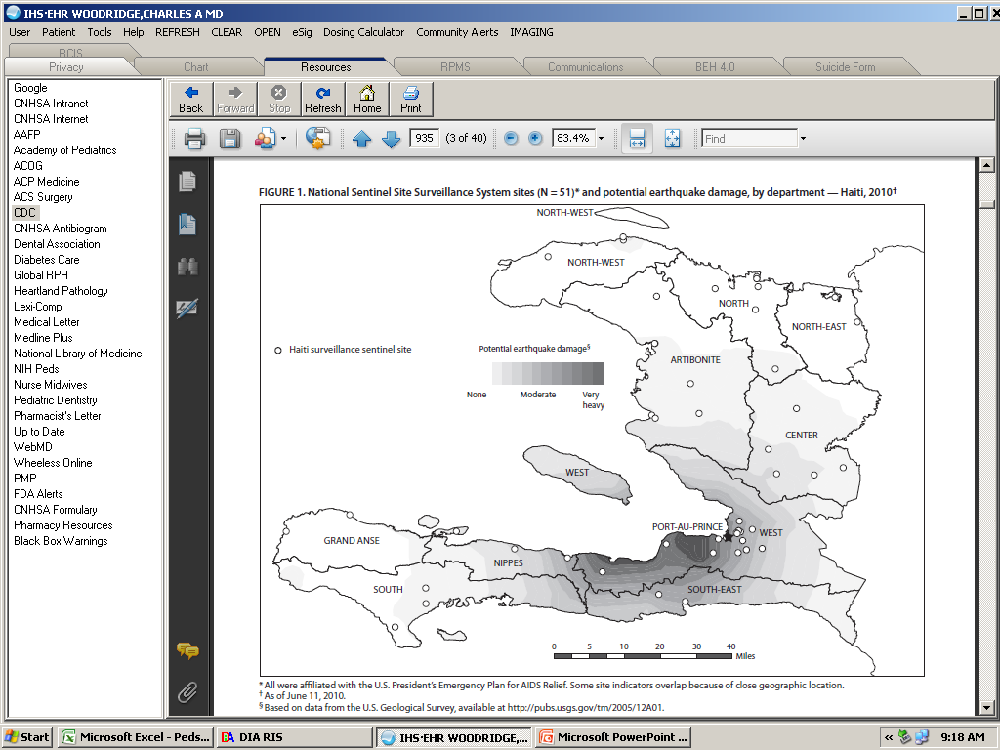 IHS-EHR WOODRIDGE,CHARLES A MD
User Patient Tools Help REFRESH CLEAR OPEN eSig Dosing Calculator Community Alerts IMAGING
RCIS
Privacy Chart Resources RPMS Communications BEH 4.0 Suicide Form
Google
CNHSA Intranet
CNHSA Internet
AAFP
Academy of Pediatrics
ACOG
ACP Medicine
ACS Surgery
CDC
CNHSA Antibiogram
Dental Association
Diabetes Care
Global RPH
Heartland Pathology
Lexi-Comp
Medical Letter
Medline Plus
National Library of Medicine
NIH Peds
Nurse Midwives
Pediatric Dentistry
Pharmacist's Letter
Up to Date
WebMD
Wheeless Online
PMP
FDA Alerts
CNHSA Formulary
Pharmacy Resources
Black Box Warnings
Back Forward Stop Refresh Home Print
935 (3 of 40) 83.4% Find
FIGURE 1. National Sentinel Site Surveillance System sites (N = 51)* and potential earthquake damage, by department — Haiti, 2010†
NORTH-WEST
NORTH-WEST
NORTH
NORTH-EAST
Haiti surveillance sentinel site
Potential earthquake damage§
None Moderate Very
heavy
ARTIBONITE
CENTER
WEST
PORT-AU-PRINCE
WEST
GRAND ANSE
NIPPES
SOUTH
SOUTH-EAST
0 5 10 20 30 40
Miles
* All were affiliated with the U.S. President's Emergency Plan for AIDS Relief. Some site indicators overlap because of close geographic location.
† As of June 11, 2010.
§ Based on data from the U.S. Geological Survey, available at http://pubs.usgs.gov/tm/2005/12A01.
Start Microsoft Excel - Peds... DIA RIS IHS-EHR WOODRIDGE,... Microsoft PowerPoint ... « 9:18 AM